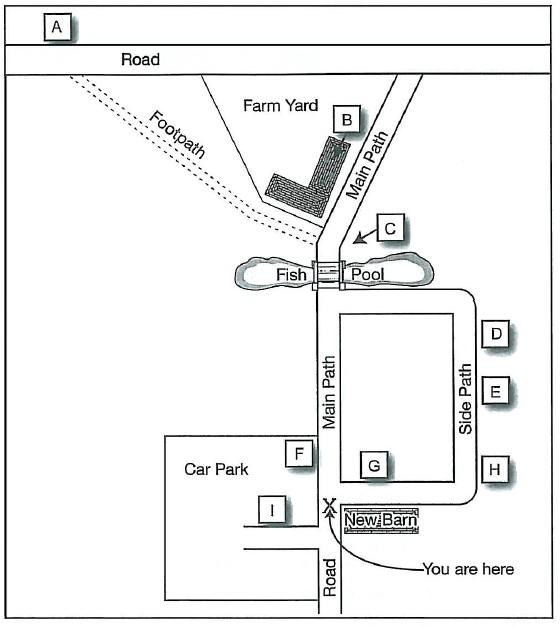 A
Road
Farm Yard
B
Footpath
Main Path
C
Fish Pool
D
Main Path
Side Path
E
F
G
H
Car Park
I
X
New Barn
You are here
Road